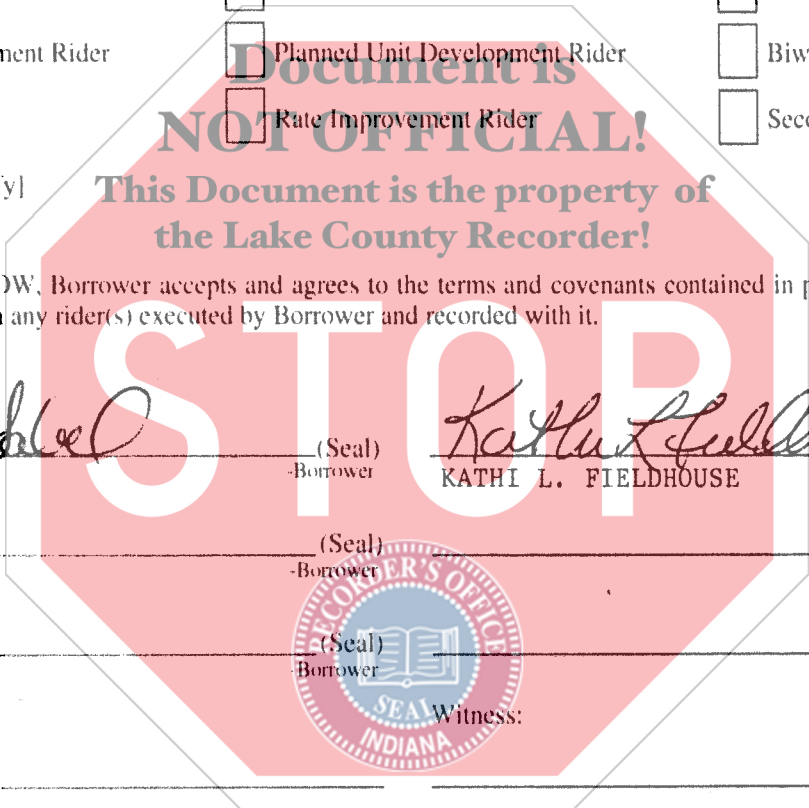 ment Rider Planned Unit Development Rider Biw
Document is
Rate Improvement Rider Seco
NOT OFFICIAL!
y] This Document is the property of
the Lake County Recorder!
OW, Borrower accepts and agrees to the terms and covenants contained in p
any rider(s) executed by Borrower and recorded with it.
STOP
(Seal) Kathi L Field
-Borrower KATHI L. FIELDHOUSE
(Seal)
-Borrower
RECORDER'S OFFICE
(Seal)
-Borrower
SEAL Witness:
INDIANA